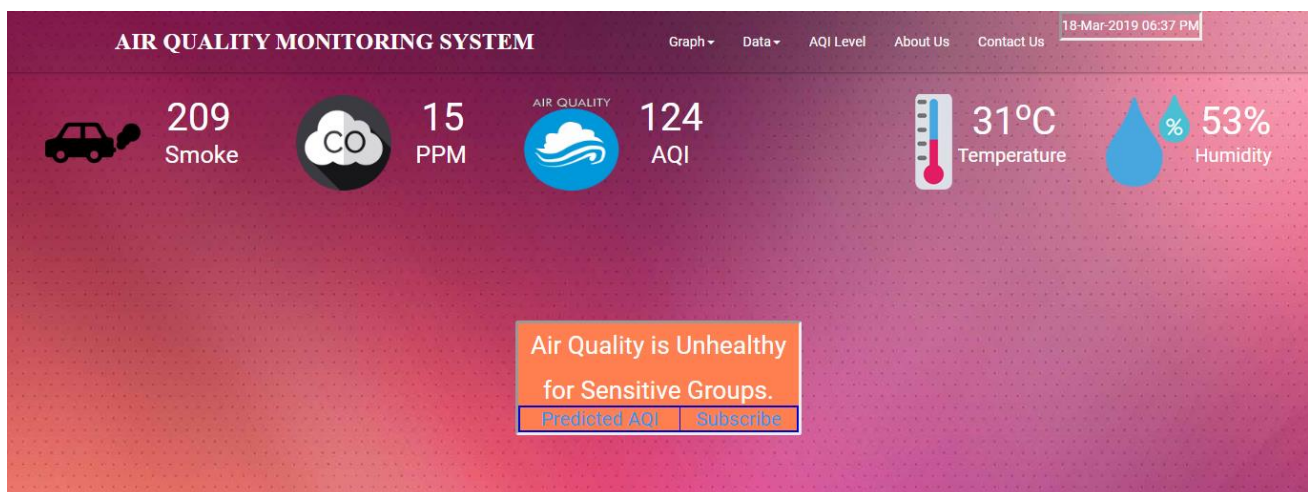 AIR QUALITY MONITORING SYSTEM
Graph Data AQI Level About Us Contact Us
18-Mar-2019 06:37 PM
209
Smoke
CO
15
PPM
AIR QUALITY
124
AQI
31°C
Temperature
%
53%
Humidity
Air Quality is Unhealthy
for Sensitive Groups.
Predicted AQI Subscribe